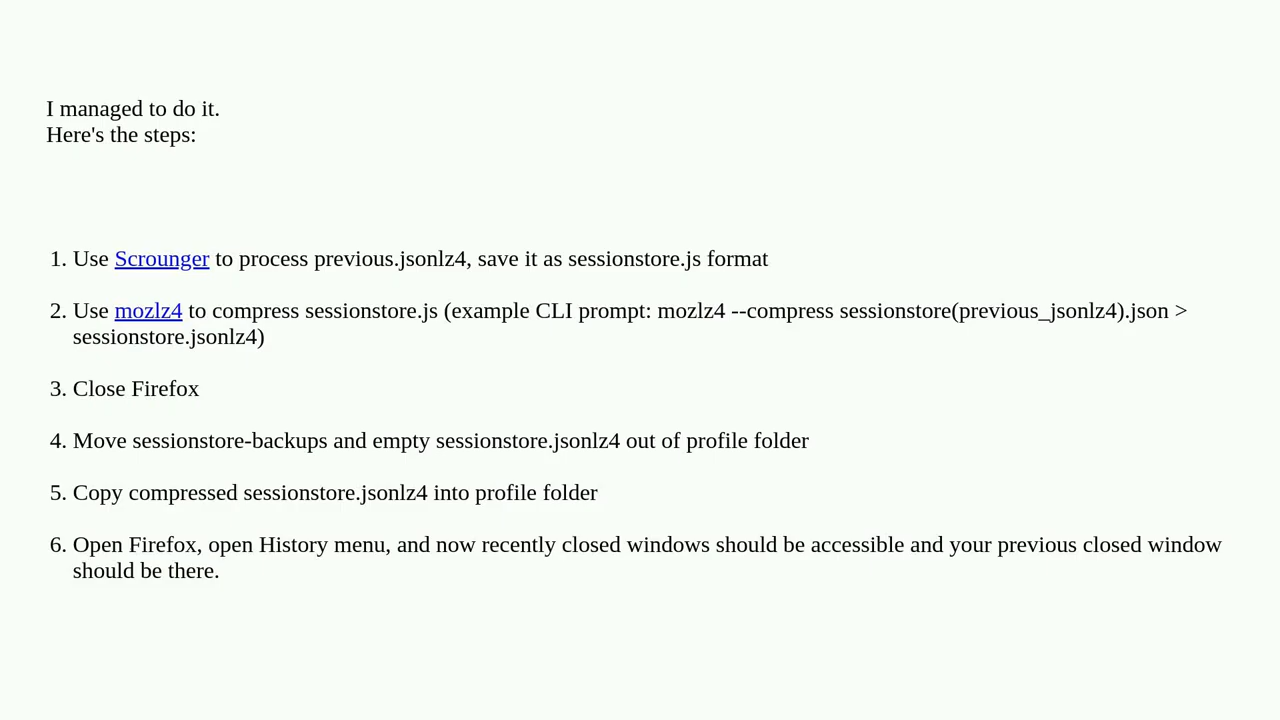 I managed to do it.
Here's the steps:
1. Use Scrounger to process previous.jsonlz4, save it as sessionstore.js format
2. Use mozlz4 to compress sessionstore.js (example CLI prompt: mozlz4 --compress sessionstore(previous_jsonlz4).json >
sessionstore.jsonlz4)
3. Close Firefox
4. Move sessionstore-backups and empty sessionstore.jsonlz4 out of profile folder
5. Copy compressed sessionstore.jsonlz4 into profile folder
6. Open Firefox, open History menu, and now recently closed windows should be accessible and your previous closed window
should be there.